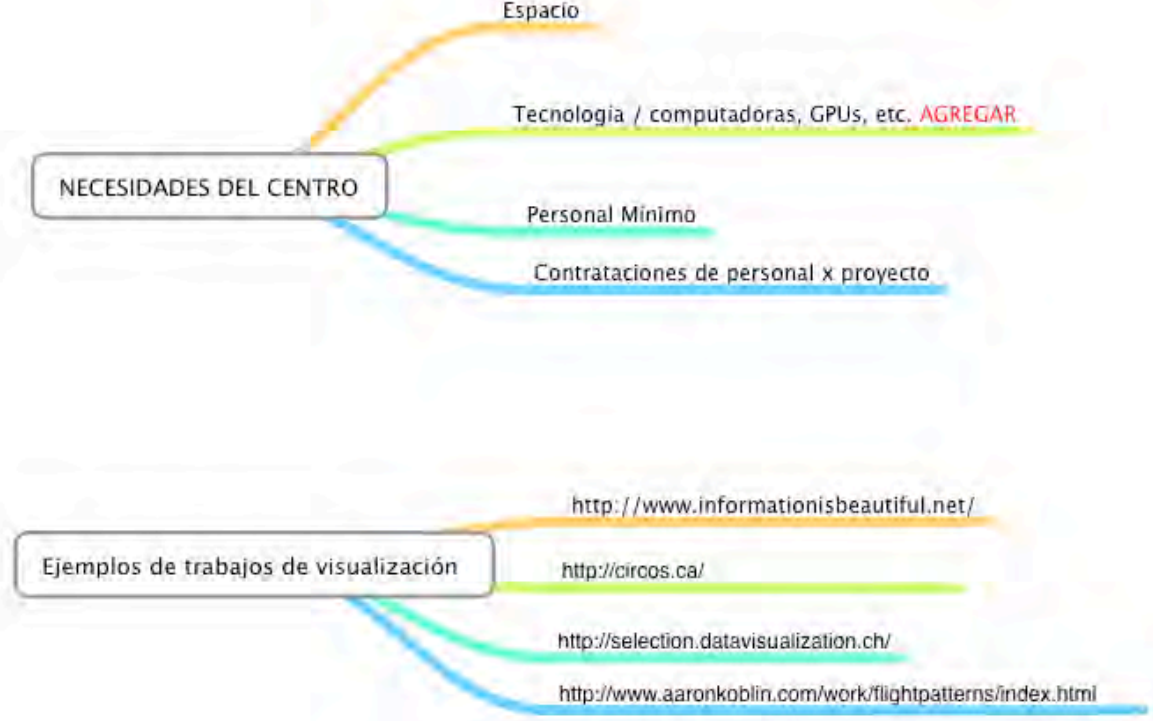 Espacio
Tecnología / computadoras, GPUs, etc. AGREGAR
NECESIDADES DEL CENTRO
Personal Mínimo
Contrataciones de personal x proyecto
http://www.informationisbeautiful.net/
Ejemplos de trabajos de visualización
http://circos.ca/
http://selection.datavisualization.ch/
http://www.aaronkoblin.com/work/flightpatterns/index.html